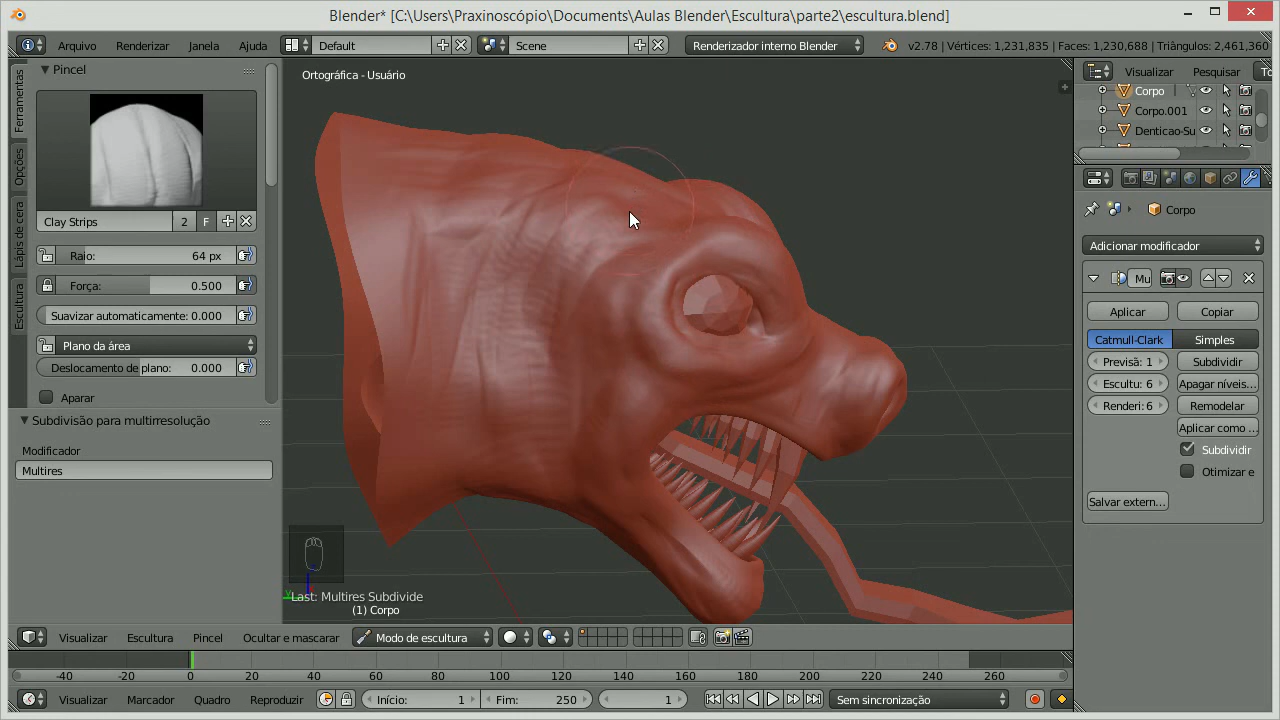 Blender* [C:\Users\Praxinoscópio\Documents\Aulas Blender\Escultura\parte2\escultura.blend]
Arquivo Renderizar Janela Ajuda Default Scene Renderizador interno Blender v2.78 | Vértices: 1,231,835 | Faces: 1,230,688 | Triângulos: 2,461,360
Pincel
Ferramentas
Opções
Lápis de cera
Escultura
Clay Strips 2 F
Raio: 64 px
Força: 0.500
Suavizar automaticamente: 0.000
Plano da área
Deslocamento de plano: 0.000
Aparar
Subdivisão para multirresolução
Modificador
Multires
Ortográfica - Usuário
Last: Multires Subdivide
(1) Corpo
Visualizar Pesquisar To
Corpo
Corpo.001
Denticao-Su
Corpo
Adicionar modificador
Mu
Aplicar Copiar
Catmull-Clark Simples
Previsã: 1 Subdividir
Escultu: 6 Apagar níveis...
Renderi: 6 Remodelar
Aplicar como ...
Subdividir
Otimizar e
Salvar extern...
Visualizar Escultura Pincel Ocultar e mascarar Modo de escultura
-40 -20 0 20 40 60 80 100 120 140 160 180 200 220 240 260
Visualizar Marcador Quadro Reproduzir Início: 1 Fim: 250 1 Sem sincronização